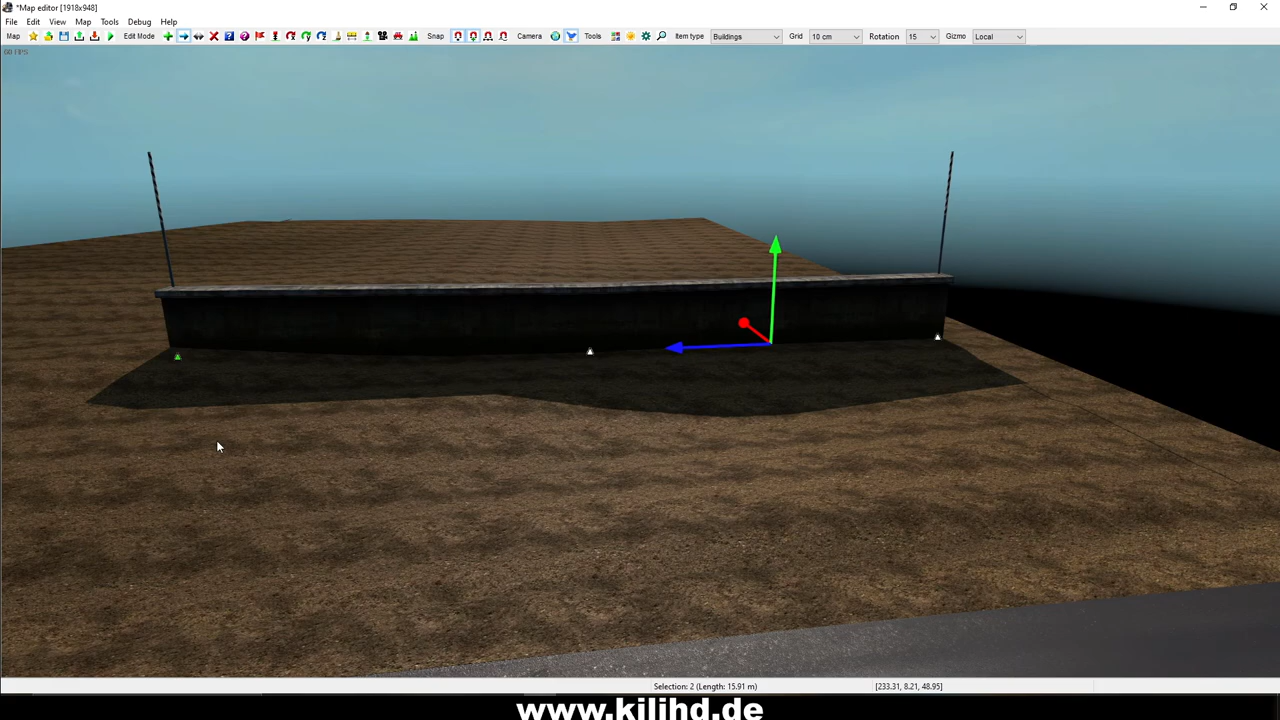 *Map editor [1918x948]
File Edit View Map Tools Debug Help
Map Edit Mode Snap Camera Tools Item type Buildings Grid 10 cm Rotation 15 Gizmo Local
60 FPS
Selection: 2 (Length: 15.91 m) [233.31, 8.21, 48.95]
www.kilihd.de